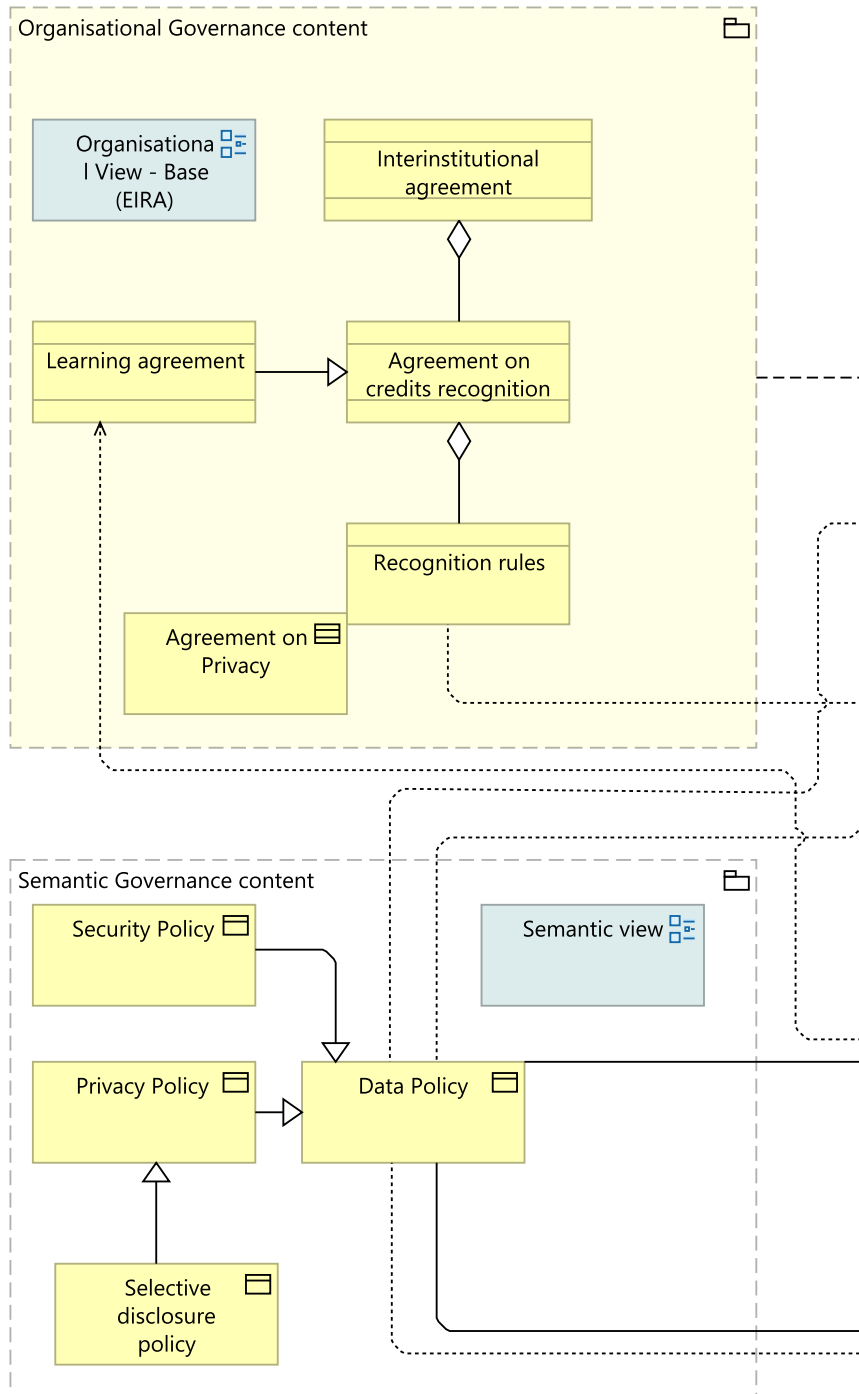 Organisational Governance content
Organisationa
l View - Base
(EIRA)
Interinstitutional
agreement
Learning agreement
Agreement on
credits recognition
Recognition rules
Agreement on
Privacy
Semantic Governance content
Security Policy
Semantic view
Privacy Policy
Data Policy
Selective
disclosure
policy